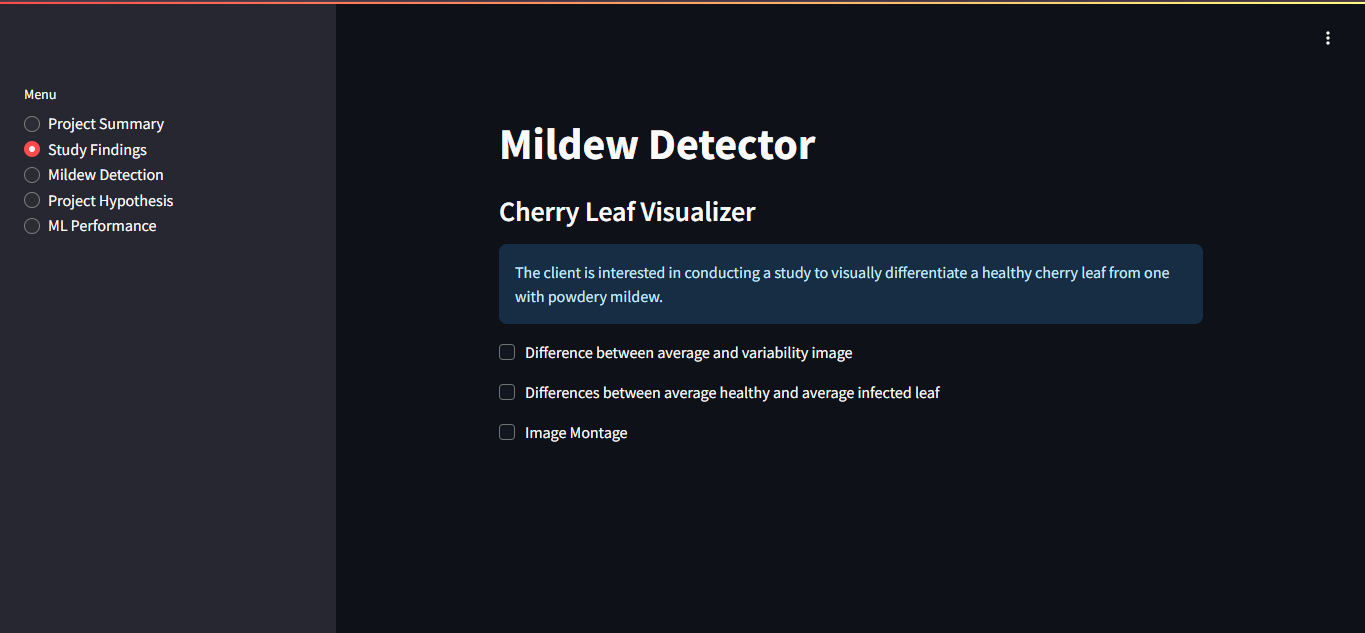 Menu
Project Summary
Study Findings
Mildew Detection
Project Hypothesis
ML Performance
Mildew Detector
Cherry Leaf Visualizer
The client is interested in conducting a study to visually differentiate a healthy cherry leaf from one
with powdery mildew.
Difference between average and variability image
Differences between average healthy and average infected leaf
Image Montage